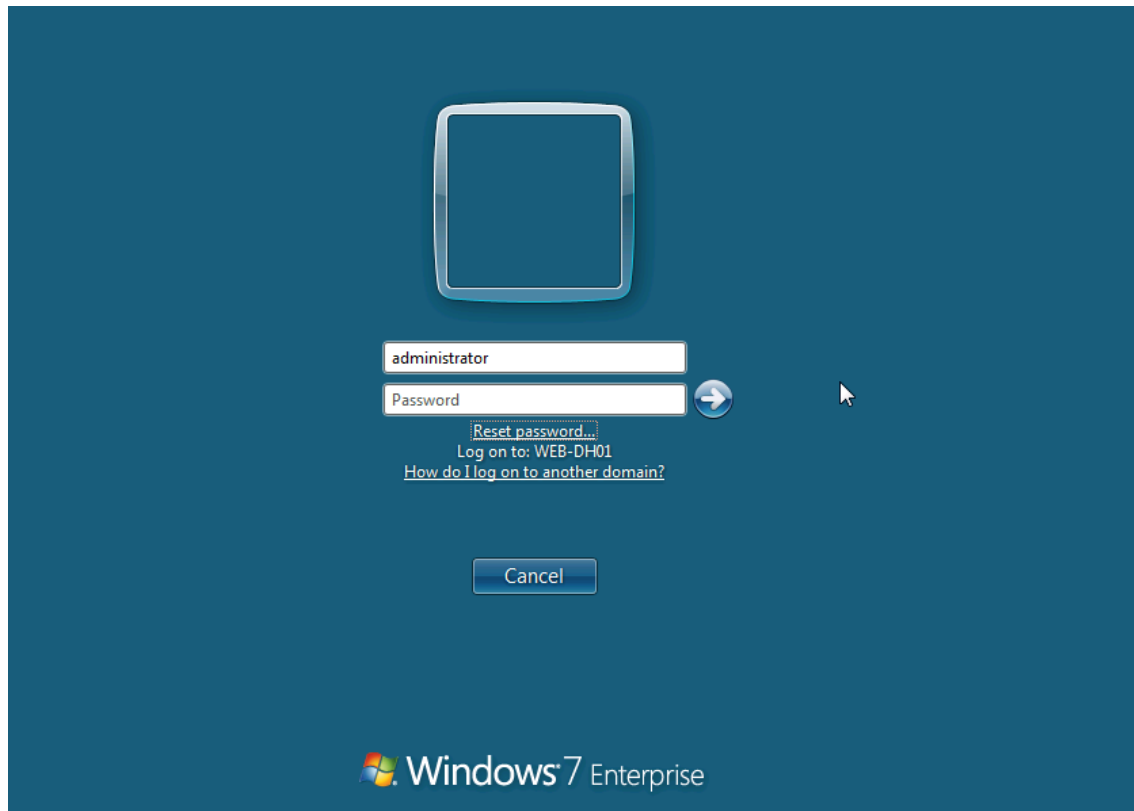 administrator
Password
Reset password...
Log on to: WEB-DH01
How do I log on to another domain?
Cancel
Windows 7 Enterprise